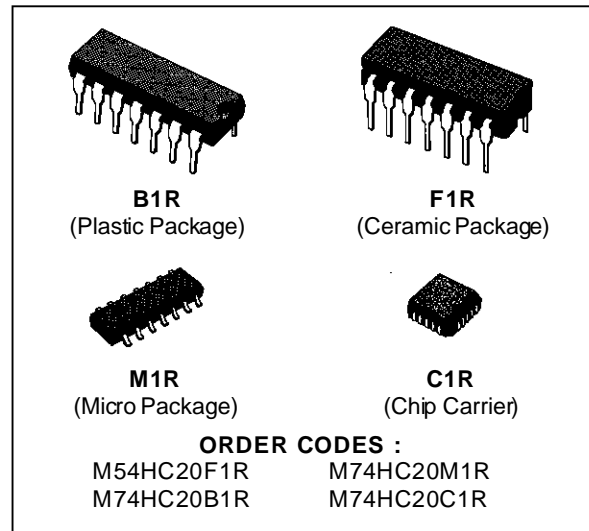 B1R
(Plastic Package)
F1R
(Ceramic Package)
M1R
(Micro Package)
C1R
(Chip Carrier)
ORDER CODES :
M54HC20F1R M74HC20M1R
M74HC20B1R M74HC20C1R